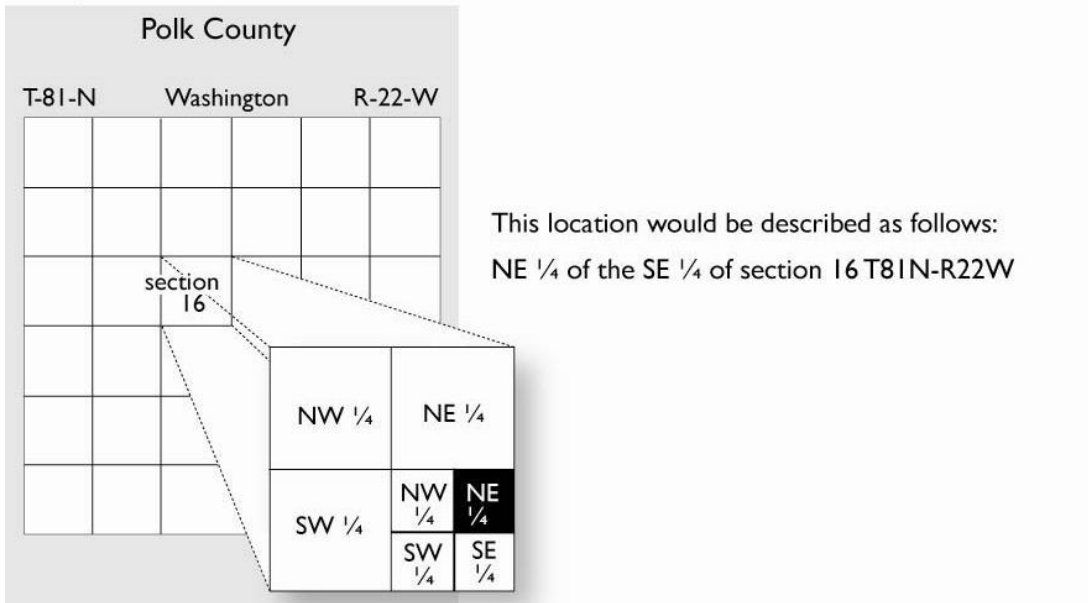 Polk County
T-81-N Washington R-22-W
section
16
This location would be described as follows:
NE ¼ of the SE ¼ of section 16 T81N-R22W
NW ¼ NE ¼
SW ¼
NW NE
¼ ¼
SW SE
¼ ¼